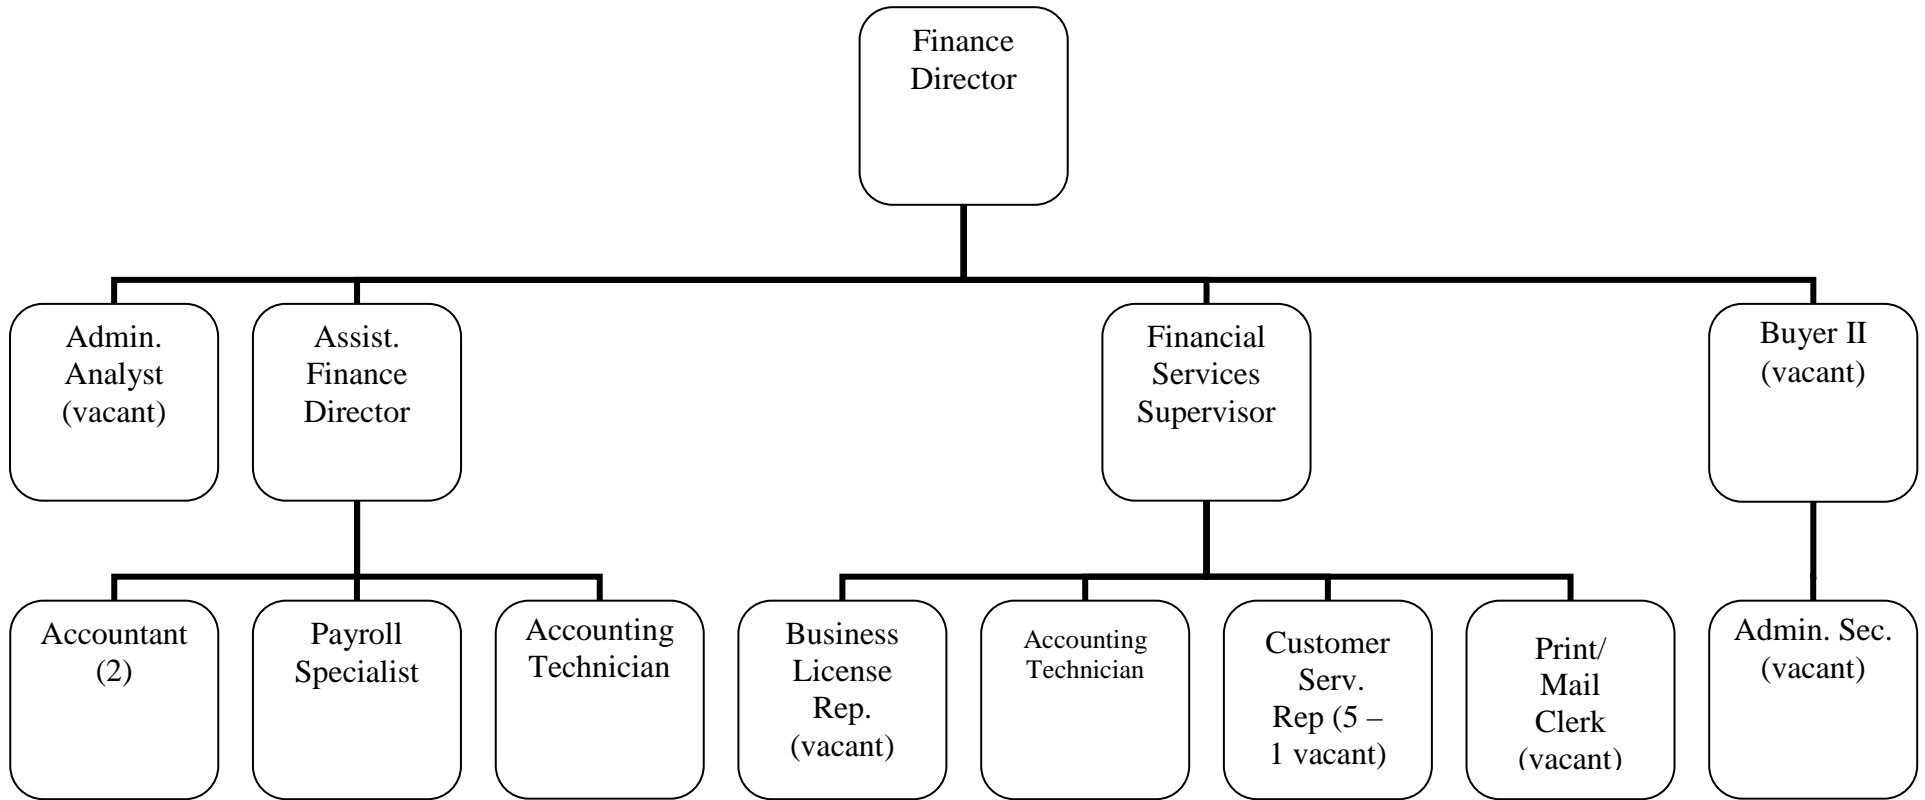 Finance
Director
Admin.
Analyst
(vacant)
Assist.
Finance
Director
Financial
Services
Supervisor
Buyer II
(vacant)
Accountant
(2)
Payroll
Specialist
Accounting
Technician
Business
License
Rep.
(vacant)
Accounting
Technician
Customer
Serv.
Rep (5 –
1 vacant)
Print/
Mail
Clerk
(vacant)
Admin. Sec.
(vacant)